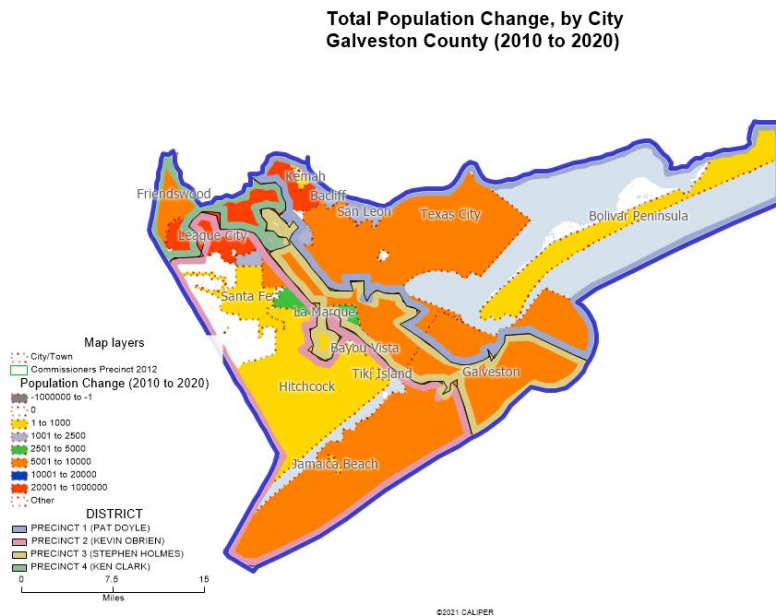 Total Population Change, by City
Galveston County (2010 to 2020)
Kemah
Friendswood
Bacliff
San Leon
Texas City
Bolivar Peninsula
League City
Santa Fe
La Marque
Bayou Vista
Tiki Island
Galveston
Hitchcock
Jamaica Beach
Map layers
City/Town
Commissioners Precinct 2012
Population Change (2010 to 2020)
-1000000 to -1
0
1 to 1000
1001 to 2500
2501 to 5000
5001 to 10000
10001 to 20000
20001 to 1000000
Other
DISTRICT
PRECINCT 1 (PAT DOYLE)
PRECINCT 2 (KEVIN OBRIEN)
PRECINCT 3 (STEPHEN HOLMES)
PRECINCT 4 (KEN CLARK)
0 7.5 15
Miles
©2021 CALIPER